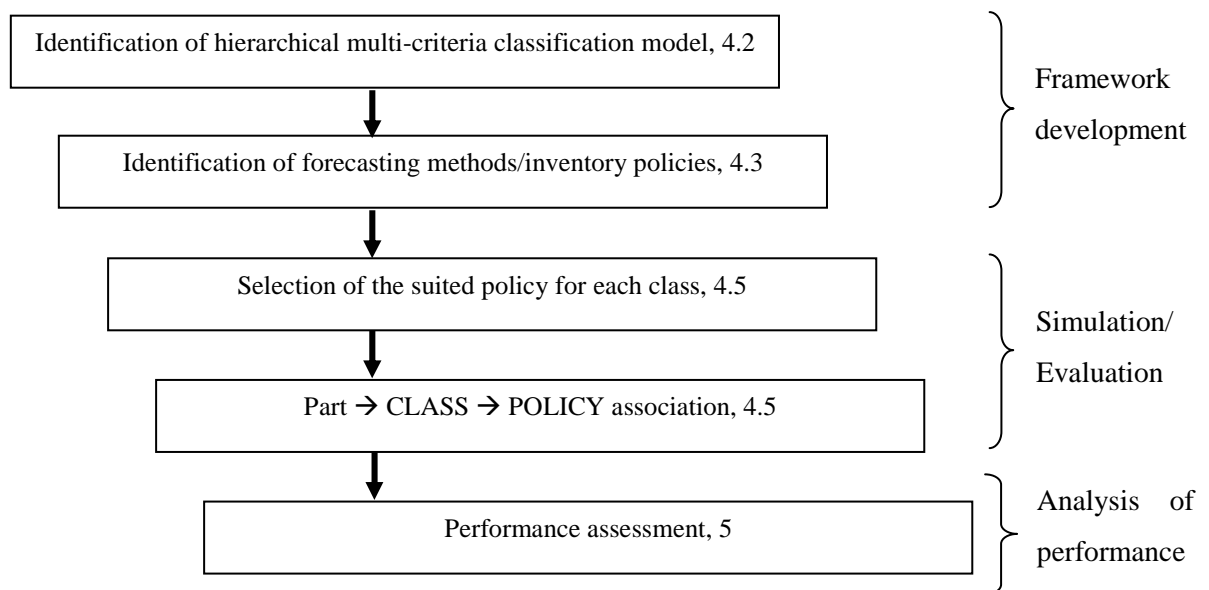 Identification of hierarchical multi-criteria classification model, 4.2
Framework
development
Identification of forecasting methods/inventory policies, 4.3
Selection of the suited policy for each class, 4.5
Simulation/
Evaluation
Part → CLASS → POLICY association, 4.5
Analysis of
performance
Performance assessment, 5